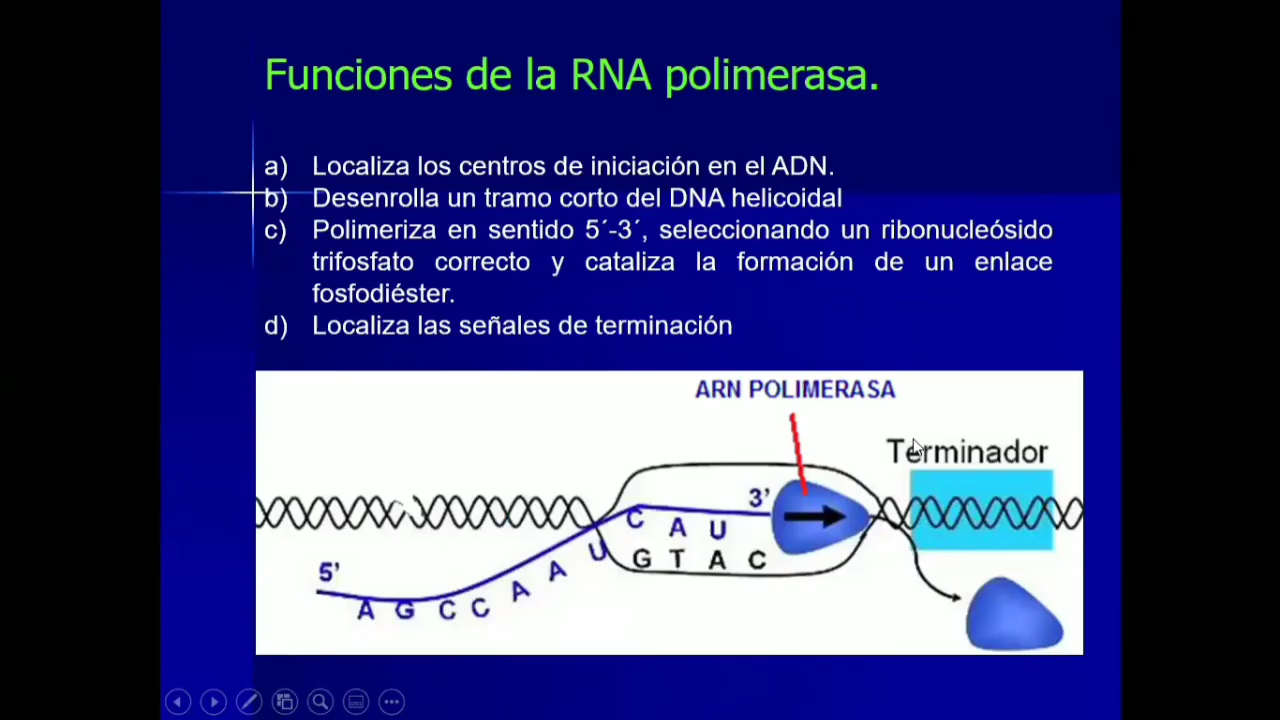 Funciones de la RNA polimerasa.
a) Localiza los centros de iniciación en el ADN.
b) Desenrolla un tramo corto del DNA helicoidal
c) Polimeriza en sentido 5´-3´, seleccionando un ribonucleósido
trifosfato correcto y cataliza la formación de un enlace
fosfodiéster.
d) Localiza las señales de terminación
ARN POLIMERASA
Terminador
3’
C A U
G T A C
5’
A G C C A A U